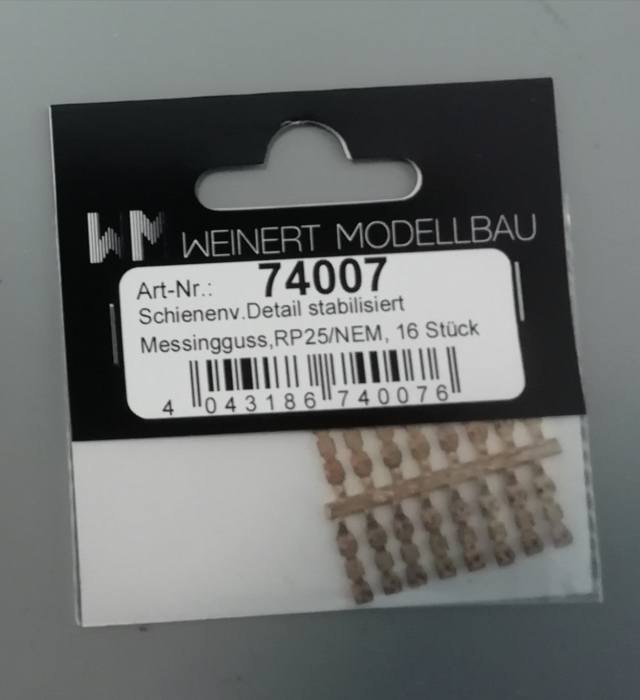 WM WEINERT MODELLBAU
Art-Nr.: 74007
Schienenv.Detail stabilisiert
Messingguss,RP25/NEM, 16 Stück
4 043186 740076